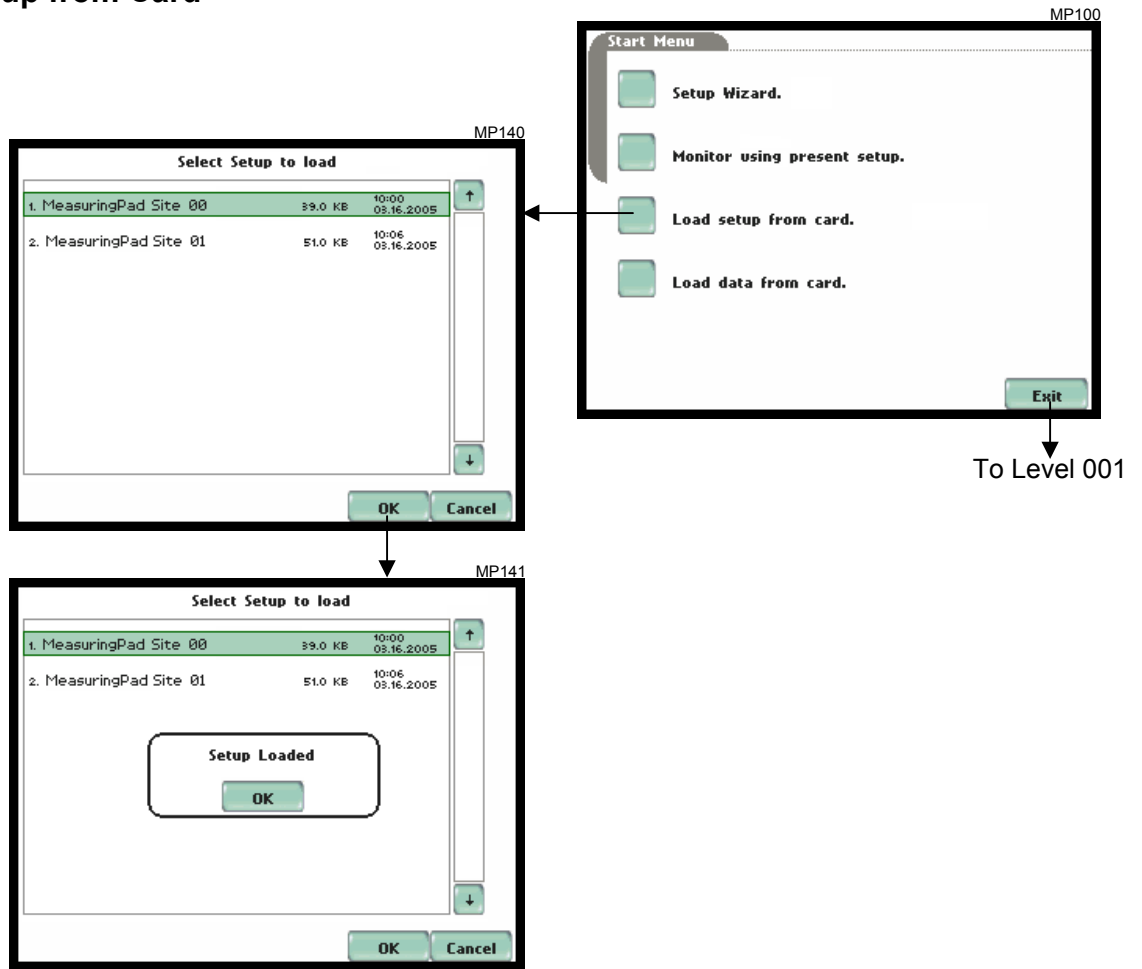 MP100
Start Menu
Setup Wizard.
Monitor using present setup.
Load setup from card.
Load data from card.
Exit
To Level 001
MP140
Select Setup to load
1. MeasuringPad Site 00 39.0 KB 10:00 03.16.2005
2. MeasuringPad Site 01 51.0 KB 10:06 03.16.2005
↑
↓
OK Cancel
MP141
Select Setup to load
1. MeasuringPad Site 00 39.0 KB 10:00 03.16.2005
2. MeasuringPad Site 01 51.0 KB 10:06 03.16.2005
↑
Setup Loaded
OK
↓
OK Cancel